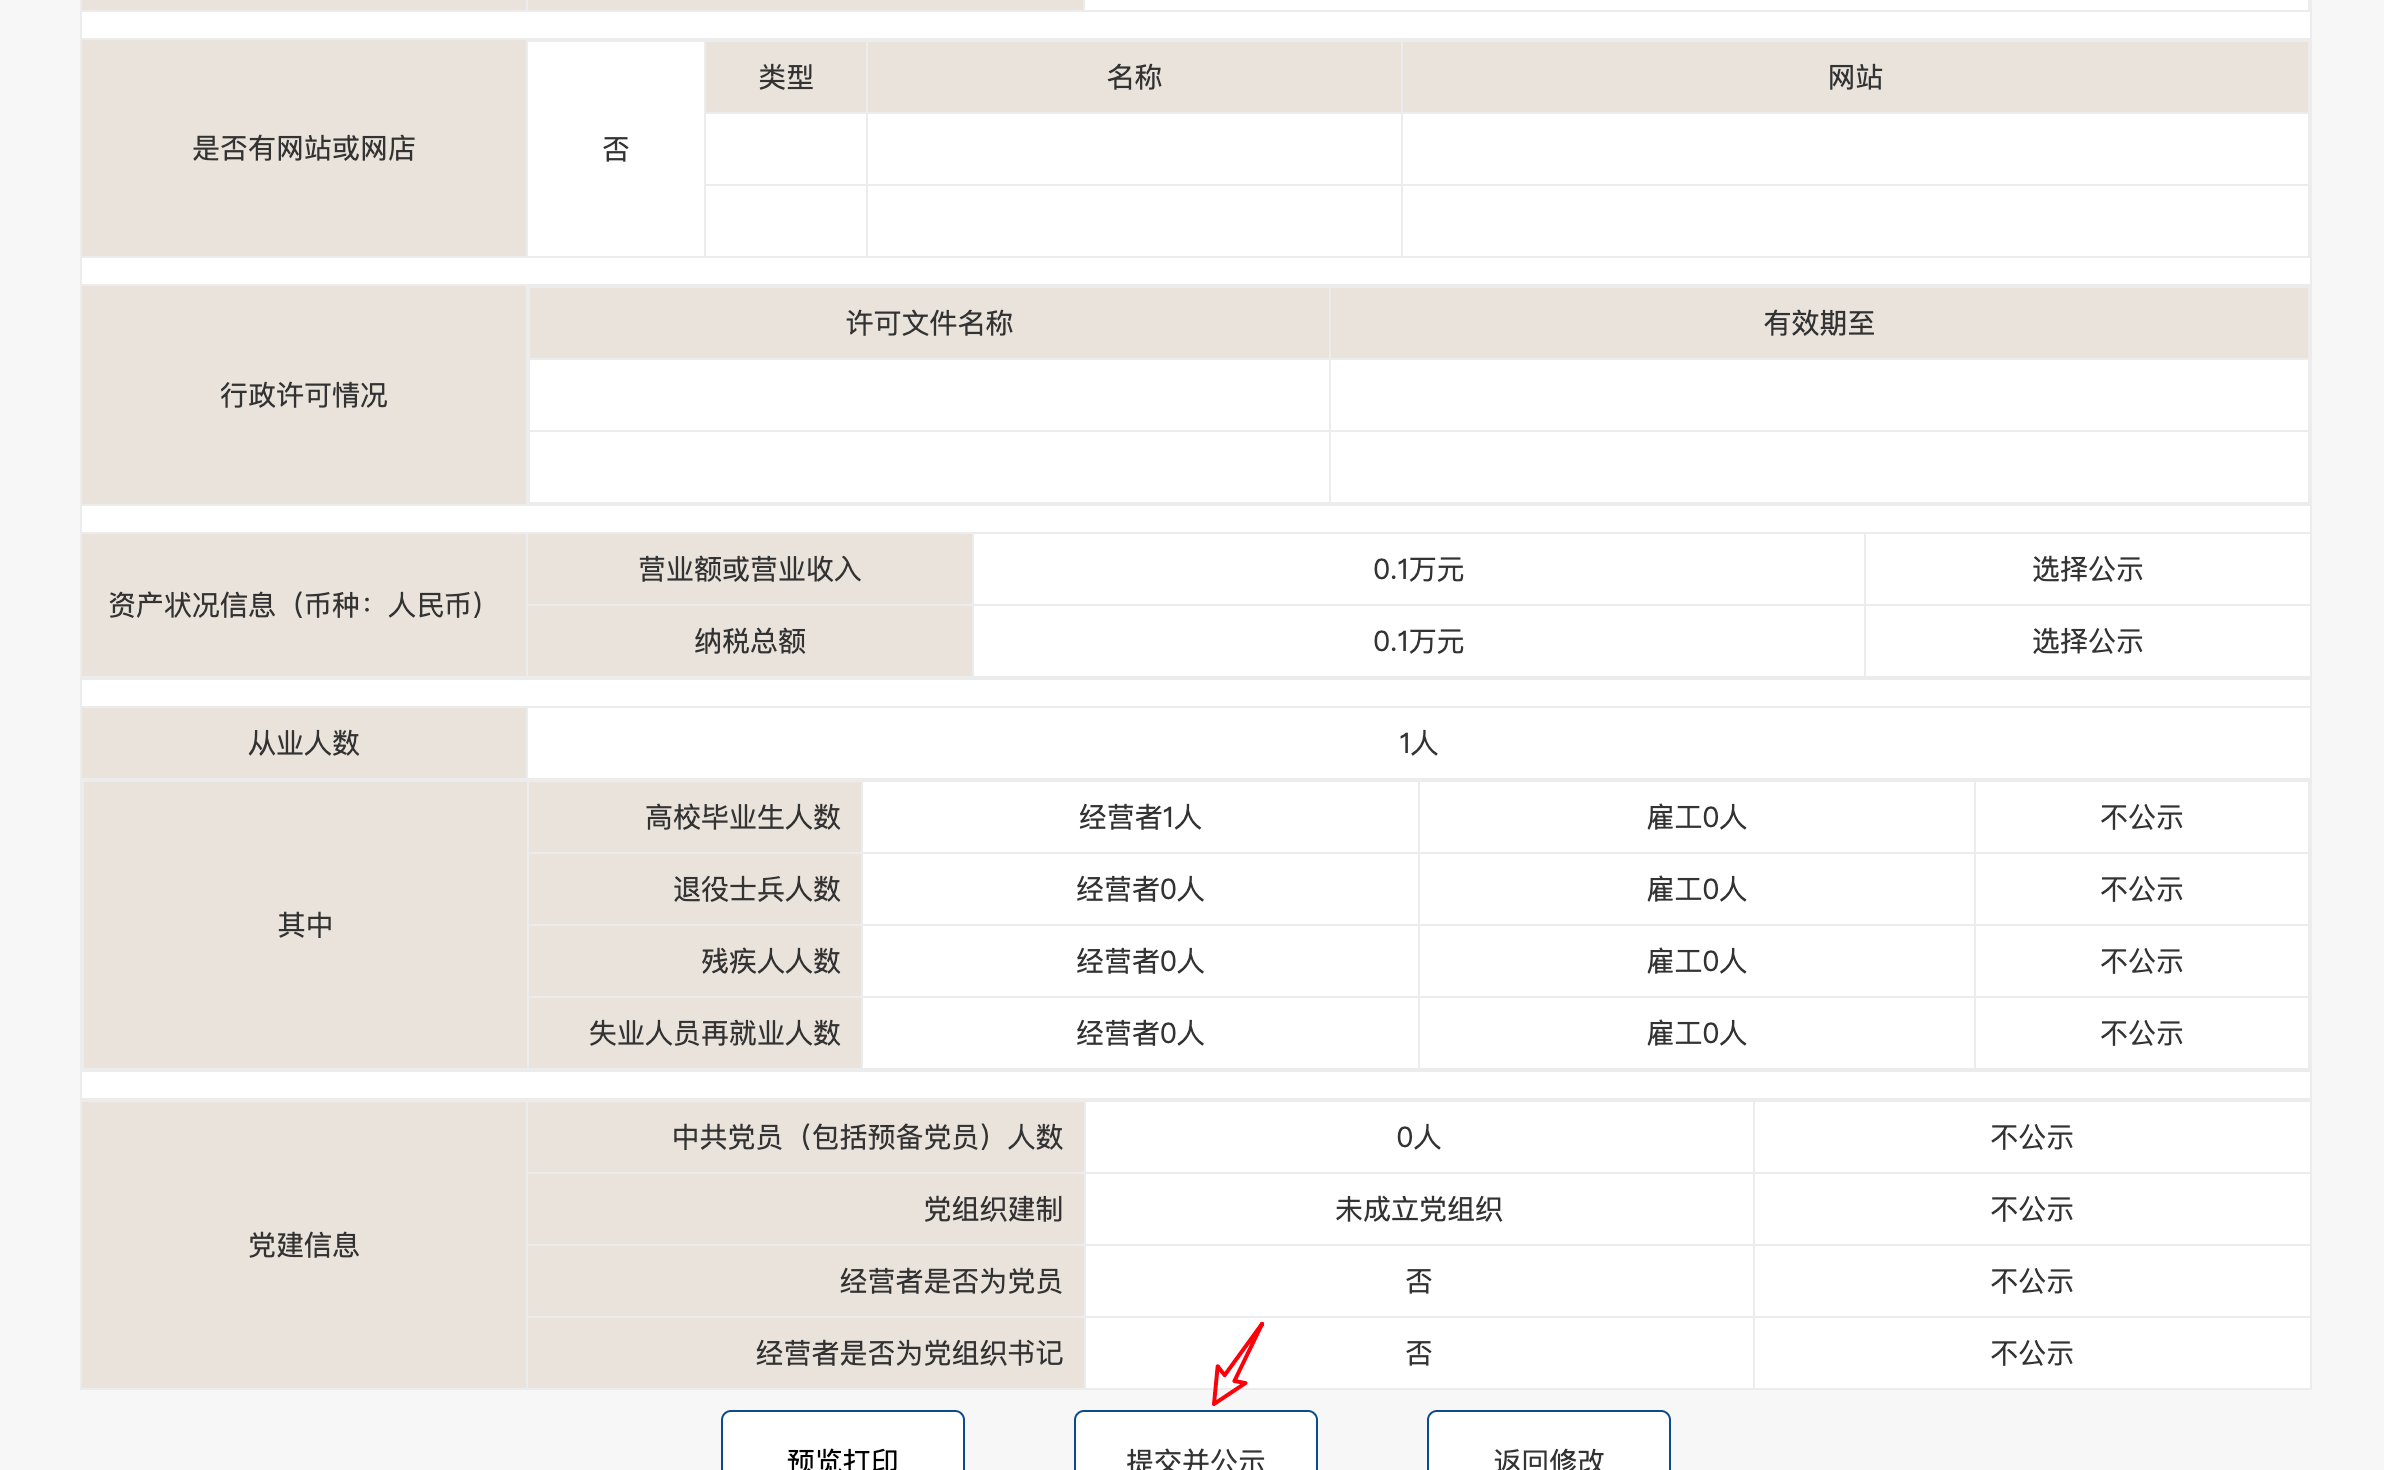 类型 名称 网站
是否有网站或网店 否
许可文件名称 有效期至
行政许可情况
资产状况信息（币种：人民币）
营业额或营业收入 0.1万元 选择公示
纳税总额 0.1万元 选择公示
从业人数 1人
其中
高校毕业生人数 经营者1人 雇工0人 不公示
退役士兵人数 经营者0人 雇工0人 不公示
残疾人人数 经营者0人 雇工0人 不公示
失业人员再就业人数 经营者0人 雇工0人 不公示
党建信息
中共党员（包括预备党员）人数 0人 不公示
党组织建制 未成立党组织 不公示
经营者是否为党员 否 不公示
经营者是否为党组织书记 否 不公示
预览打印 提交并公示 返回修改